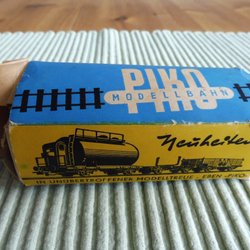 PIKO
MODELLBAHN
Neuheiten
IN UNÜBERTROFFENER MODELLTREUE - EBEN „PIKO“